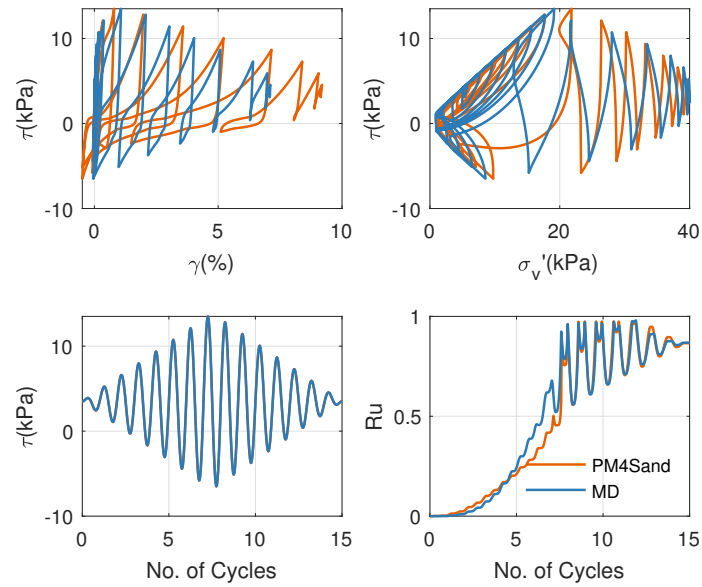 10
0
-10
τ(kPa)
0
5
10
γ(%)
10
0
-10
τ(kPa)
0
20
40
σv'(kPa)
10
0
-10
τ(kPa)
0
5
10
15
No. of Cycles
1
0.5
0
Ru
PM4Sand
MD
0
5
10
15
No. of Cycles